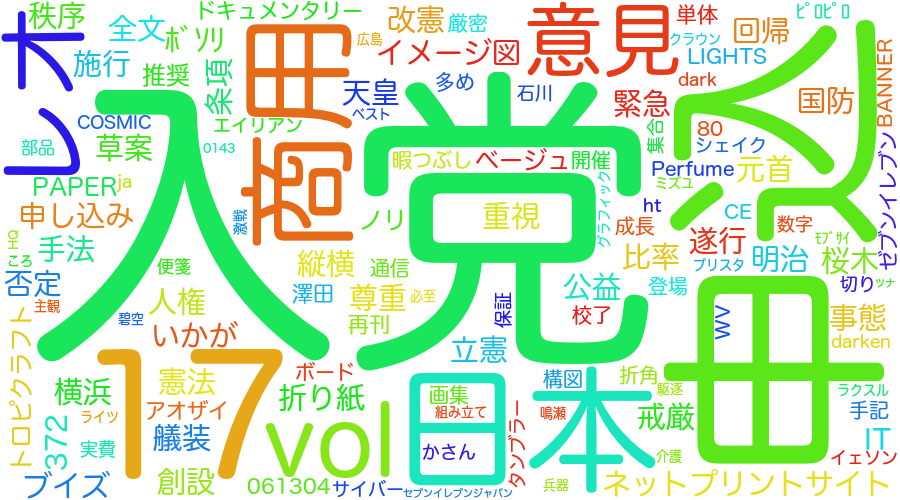 秩序
ドキュメンタリー
改憲
厳密
意見
単体
回帰
ピロピロ
レオ
全文
ボソリ
商用
広島
クラウン
イメージ図
LIGHTS
施行
推奨
条項
天皇
多め
石川
dark
緊急
国防
BANNER
COSMIC
エイリアン
ベスト
集合
80
シェイク
部品
草案
0143
入党
暇つぶし
ベージュ
開催
Perfume
元首
セブンイレブン
PAPER
ja
グラフィック
ミズユ
ht
申し込み
激戦
ノリ
重視
成長
CE
数字
HQ
ころ
手法
縦横
通信
比率
遂行
プリスタ
明治
モブサイ
桜木
否定
便箋
澤田
尊重
必至
保証
公益
登場
切り
ツナ
主観
碧空
人権
再刊
校了
WV
事態
トロピクラフト
いかが
立憲
母
darken
17
ボード
横浜
憲法
折り紙
vol
日本
構図
折角
駆逐
ラクスル
ライツ
アオザイ
画集
組み立て
鳴瀬
戒厳
手記
372
実費
艤装
かさん
タンブラー
介護
IT
イェソン
ブイズ
創設
061304
サイバー
セブンイレブンジャパン
兵器
ネットプリントサイト